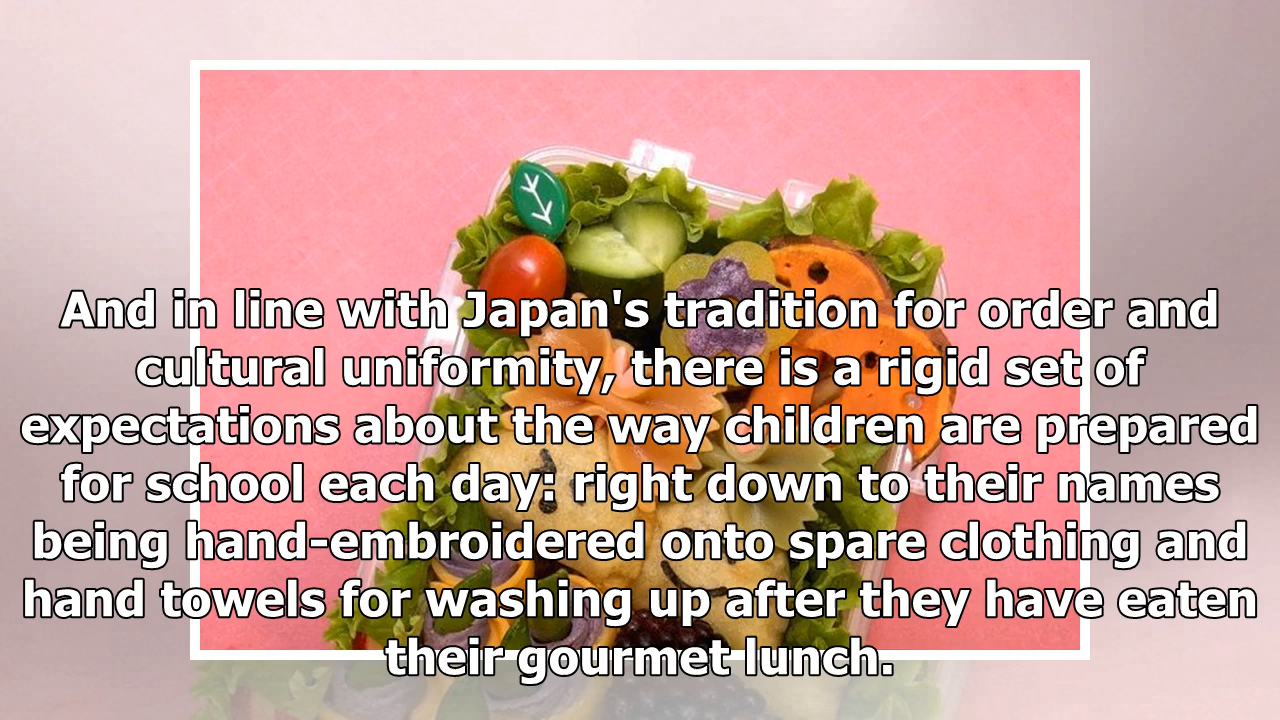 And in line with Japan's tradition for order and
cultural uniformity, there is a rigid set of
expectations about the way children are prepared
for school each day: right down to their names
being hand-embroidered onto spare clothing and
hand towels for washing up after they have eaten
their gourmet lunch.